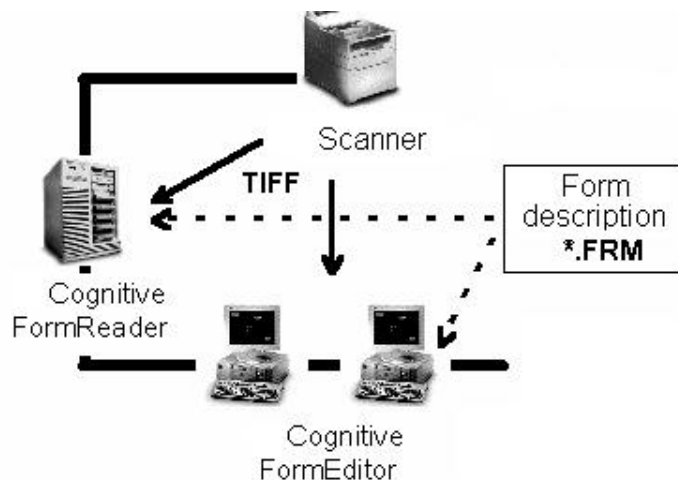 Scanner
TIFF
Form
description
*.FRM
Cognitive
FormReader
Cognitive
FormEditor